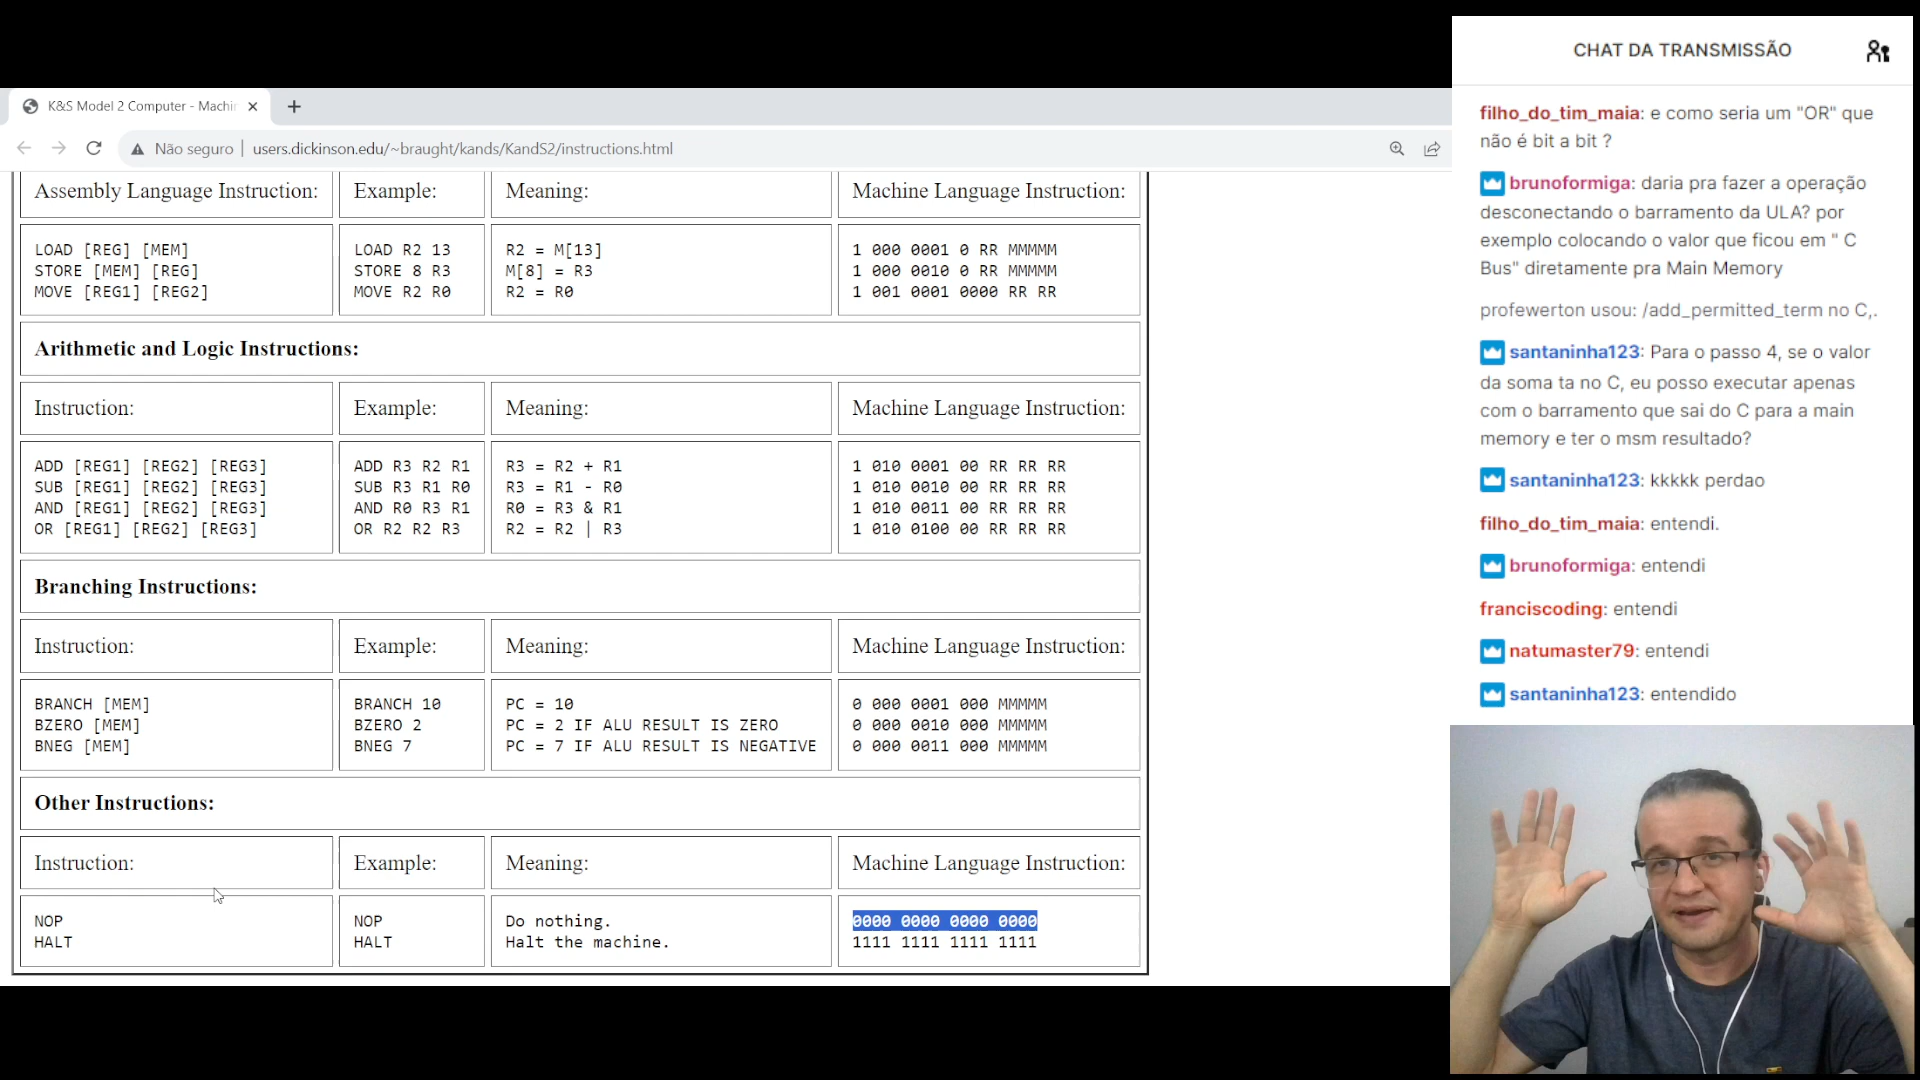 K&S Model 2 Computer - Machin
Não seguro
users.dickinson.edu/~braught/kands/KandS2/instructions.html
Assembly Language Instruction:
Example:
Meaning:
Machine Language Instruction:
LOAD [REG] [MEM]
STORE [MEM] [REG]
MOVE [REG1] [REG2]
LOAD R2 13
STORE 8 R3
MOVE R2 R0
R2 = M[13]
M[8] = R3
R2 = R0
1 000 0001 0 RR MMMMM
1 000 0010 0 RR MMMMM
1 001 0001 0000 RR RR
Arithmetic and Logic Instructions:
Instruction:
Example:
Meaning:
Machine Language Instruction:
ADD [REG1] [REG2] [REG3]
SUB [REG1] [REG2] [REG3]
AND [REG1] [REG2] [REG3]
OR [REG1] [REG2] [REG3]
ADD R3 R2 R1
SUB R3 R1 R0
AND R0 R3 R1
OR R2 R2 R3
R3 = R2 + R1
R3 = R1 - R0
R0 = R3 & R1
R2 = R2 | R3
1 010 0001 00 RR RR RR
1 010 0010 00 RR RR RR
1 010 0011 00 RR RR RR
1 010 0100 00 RR RR RR
Branching Instructions:
Instruction:
Example:
Meaning:
Machine Language Instruction:
BRANCH [MEM]
BZERO [MEM]
BNEG [MEM]
BRANCH 10
BZERO 2
BNEG 7
PC = 10
PC = 2 IF ALU RESULT IS ZERO
PC = 7 IF ALU RESULT IS NEGATIVE
0 000 0001 000 MMMMM
0 000 0010 000 MMMMM
0 000 0011 000 MMMMM
Other Instructions:
Instruction:
Example:
Meaning:
Machine Language Instruction:
NOP
HALT
NOP
HALT
Do nothing.
Halt the machine.
0000 0000 0000 0000
1111 1111 1111 1111
CHAT DA TRANSMISSÃO
filho_do_tim_maia: e como seria um "OR" que
não é bit a bit ?
brunoformiga: daria pra fazer a operação
desconectando o barramento da ULA? por
exemplo colocando o valor que ficou em " C
Bus" diretamente pra Main Memory
profewerton usou: /add_permitted_term no C,.
santaninha123: Para o passo 4, se o valor
da soma ta no C, eu posso executar apenas
com o barramento que sai do C para a main
memory e ter o msm resultado?
santaninha123: kkkkk perdao
filho_do_tim_maia: entendi.
brunoformiga: entendi
franciscoding: entendi
natumaster79: entendi
santaninha123: entendido